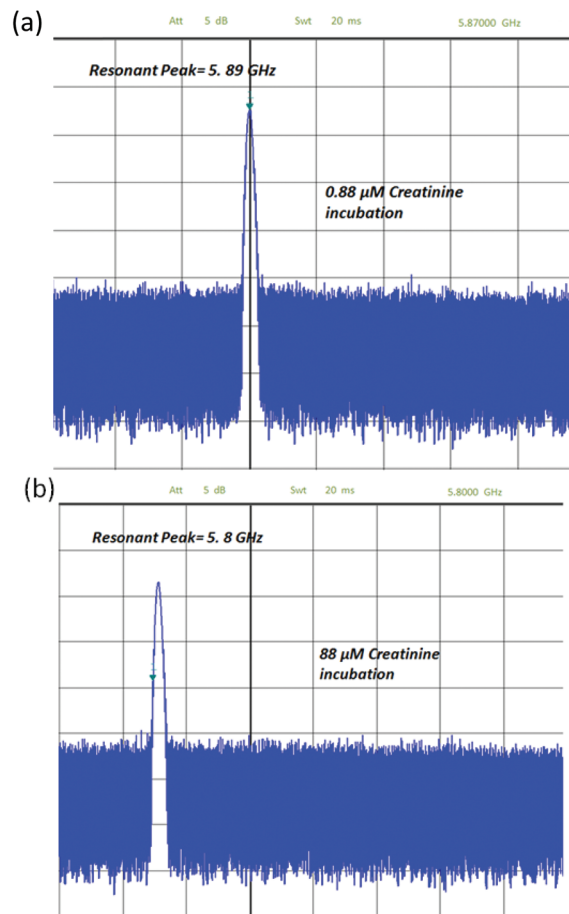 (a)
Att 5 dB Swt 20 ms 5.87000 GHz
Resonant Peak= 5. 89 GHz
0.88 µM Creatinine
incubation
(b)
Att 5 dB Swt 20 ms 5.8000 GHz
Resonant Peak= 5. 8 GHz
88 µM Creatinine
incubation